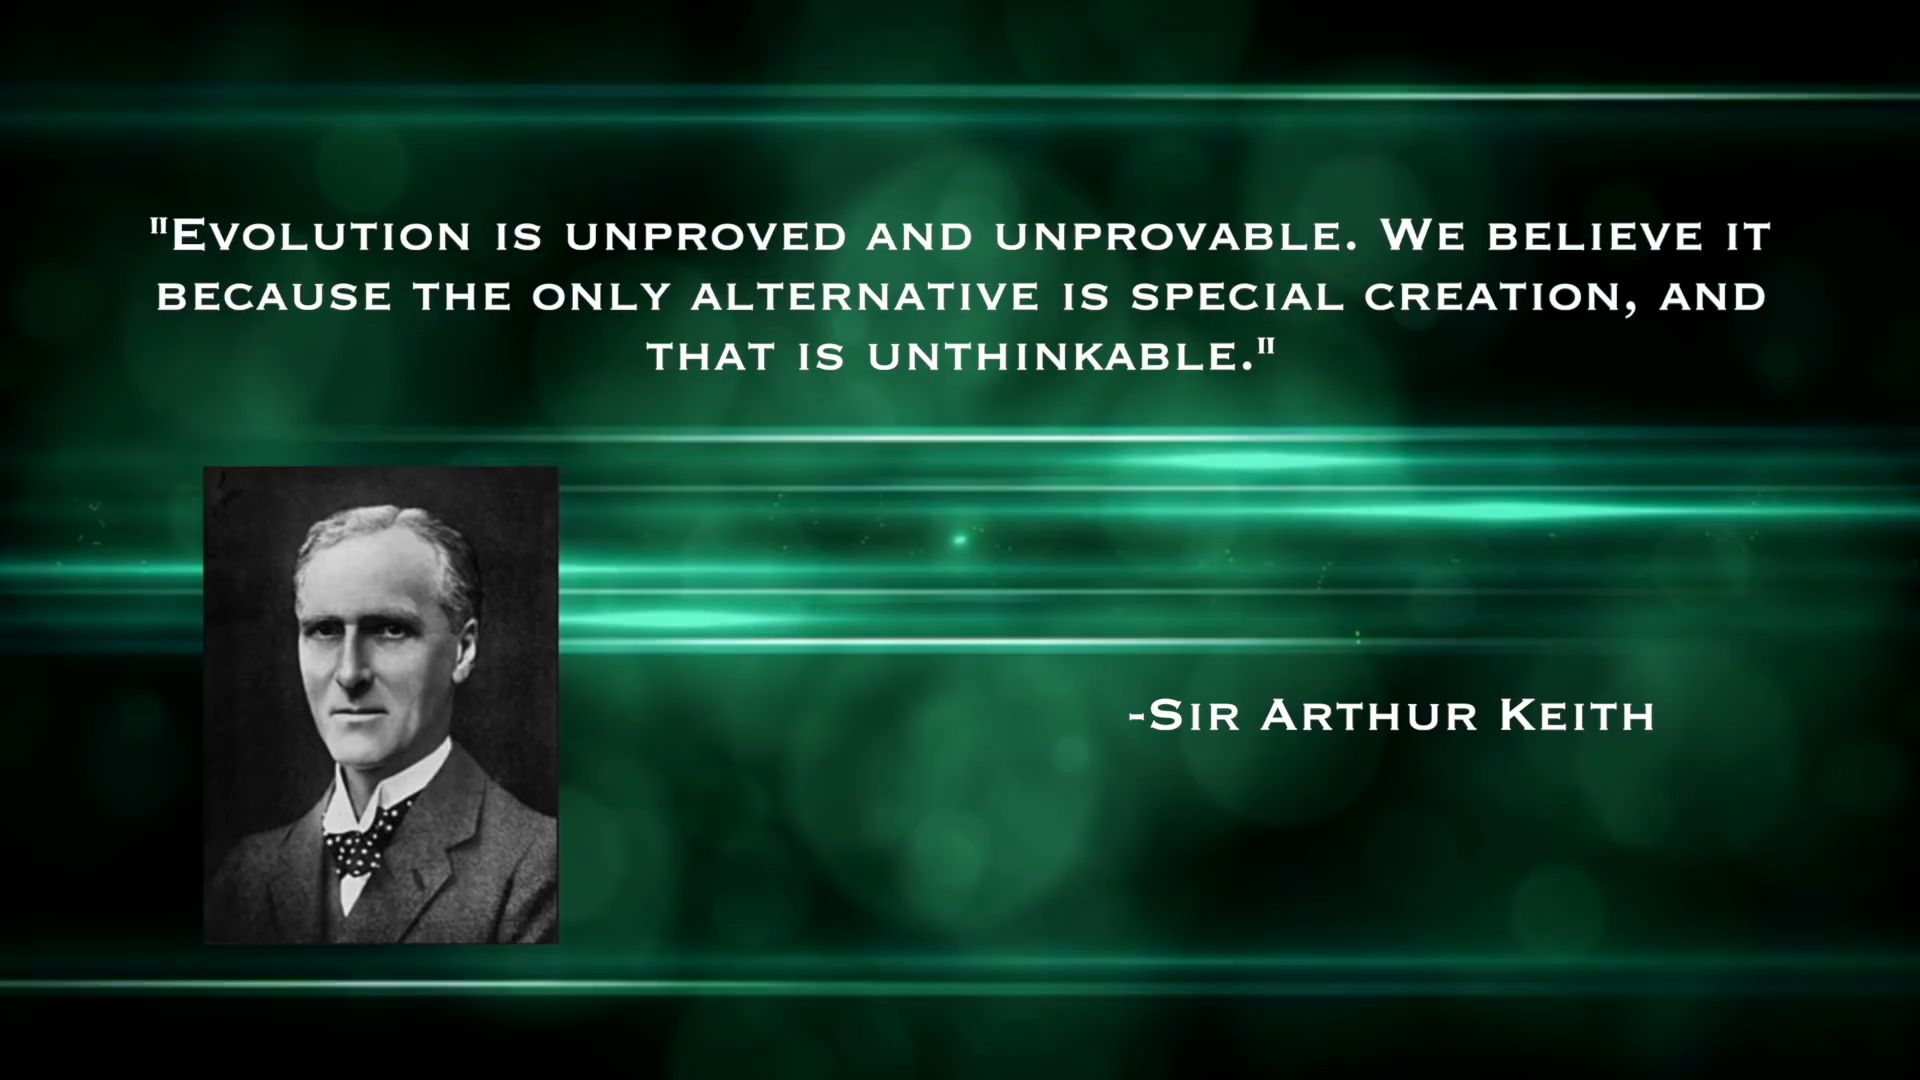 "Evolution is unproved and unprovable. We believe it
because the only alternative is special creation, and
that is unthinkable."
-Sir Arthur Keith